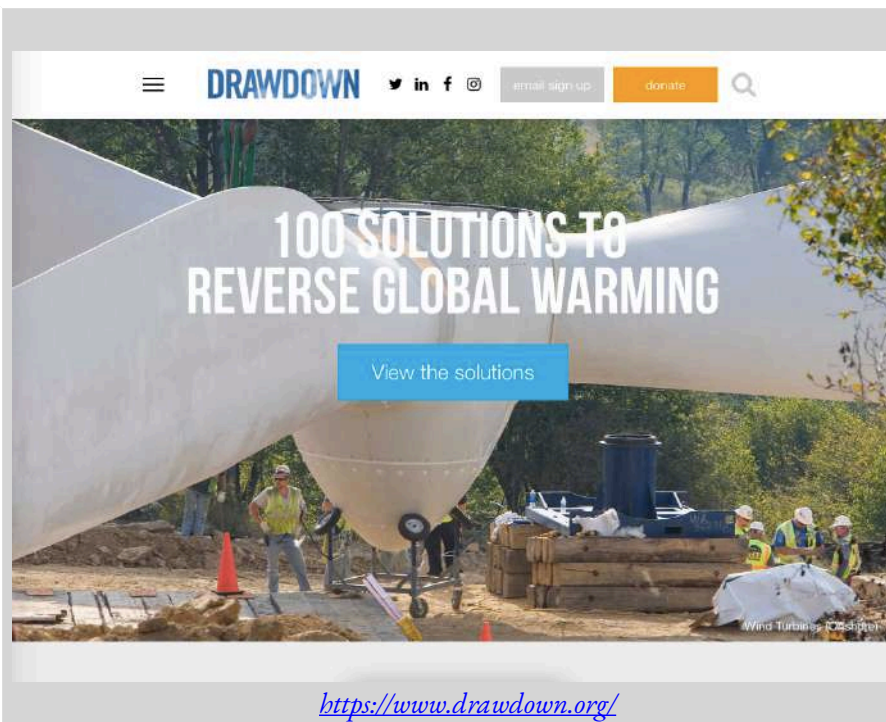 DRAWDOWN
email sign up
donate
100 SOLUTIONS TO
REVERSE GLOBAL WARMING
View the solutions
Wind Turbines (Onshore)
https://www.drawdown.org/